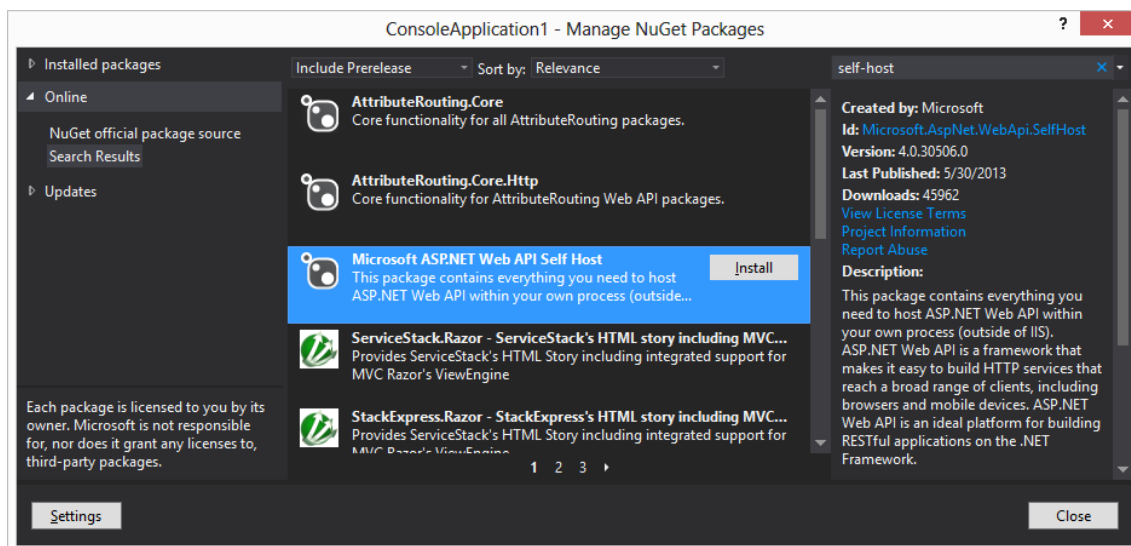 ConsoleApplication1 - Manage NuGet Packages
?
Installed packages
Online
NuGet official package source
Search Results
Updates
Each package is licensed to you by its
owner. Microsoft is not responsible
for, nor does it grant any licenses to,
third-party packages.
Include Prerelease
Sort by:
Relevance
AttributeRouting.Core
Core functionality for all AttributeRouting packages.
AttributeRouting.Core.Http
Core functionality for AttributeRouting Web API packages.
Microsoft ASP.NET Web API Self Host
This package contains everything you need to host
ASP.NET Web API within your own process (outside...
Install
ServiceStack.Razor - ServiceStack's HTML story including MVC...
Provides ServiceStack's HTML Story including integrated support for
MVC Razor's ViewEngine
StackExpress.Razor - StackExpress's HTML story including MVC...
Provides ServiceStack's HTML Story including integrated support for
MVC Razor's ViewEngine
1 2 3
self-host
Created by: Microsoft
Id: Microsoft.AspNet.WebApi.SelfHost
Version: 4.0.30506.0
Last Published: 5/30/2013
Downloads: 45962
View License Terms
Project Information
Report Abuse
Description:
This package contains everything you
need to host ASP.NET Web API within
your own process (outside of IIS).
ASP.NET Web API is a framework that
makes it easy to build HTTP services that
reach a broad range of clients, including
browsers and mobile devices. ASP.NET
Web API is an ideal platform for building
RESTful applications on the .NET
Framework.
Settings
Close